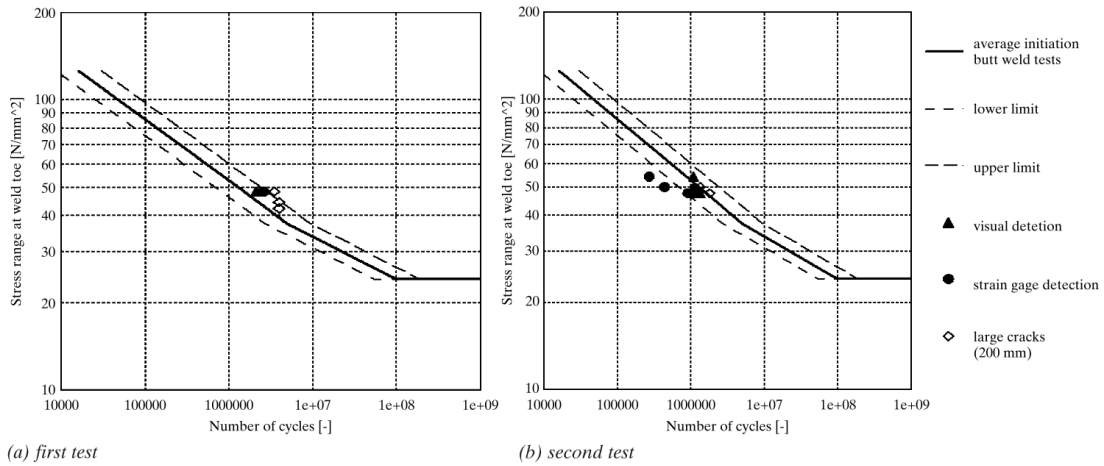 200
100
90
80
70
60
50
40
30
20
10
Stress range at weld toe [N/mm^2]
10000 100000 1000000 1e+07 1e+08 1e+09
Number of cycles [-]
(a) first test
200
100
90
80
70
60
50
40
30
20
10
Stress range at weld toe [N/mm^2]
10000 100000 1000000 1e+07 1e+08 1e+09
Number of cycles [-]
(b) second test
average initiation
butt weld tests
lower limit
upper limit
visual detetion
strain gage detection
large cracks
(200 mm)